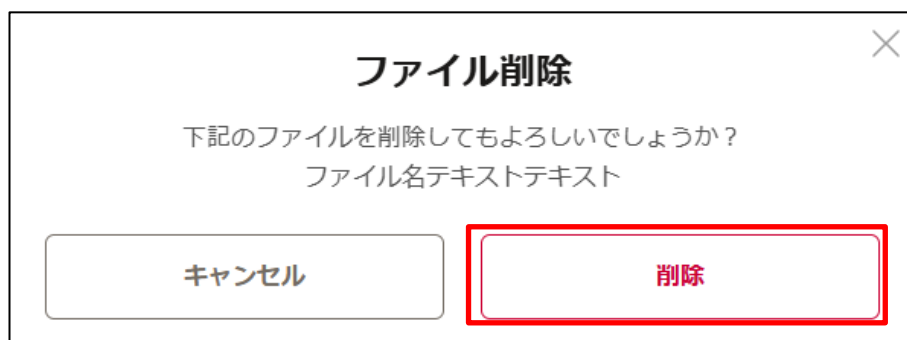 ファイル削除
下記のファイルを削除してもよろしいでしょうか？
ファイル名テキストテキスト
キャンセル
削除